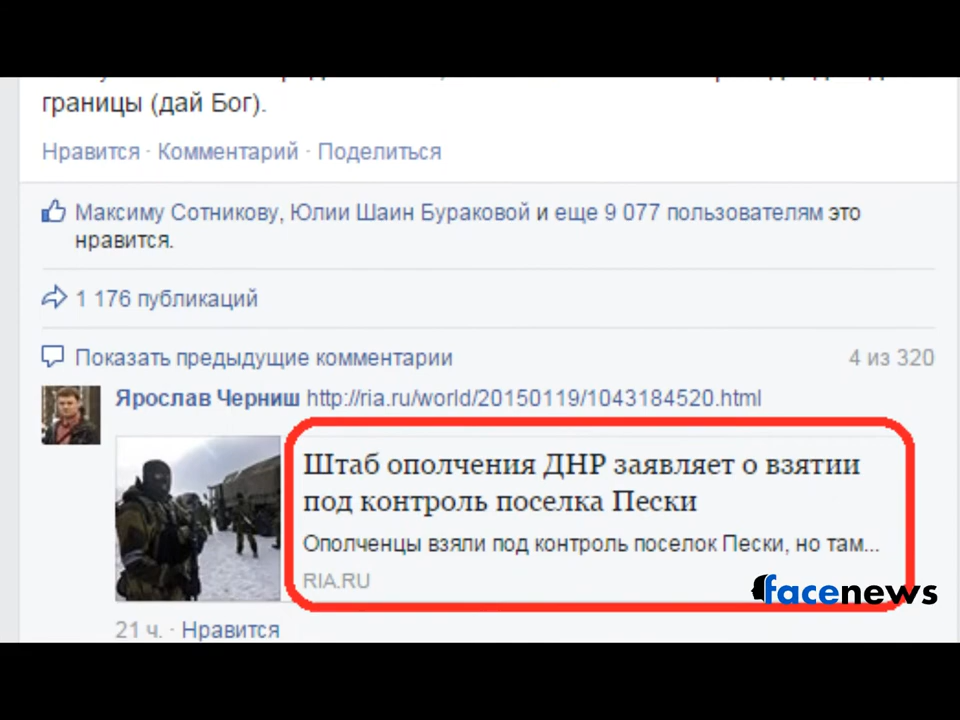 границы (дай Бог).
Нравится · Комментарий · Поделиться
Максиму Сотникову, Юлии Шаин Бураковой и еще 9 077 пользователям это
нравится.
1 176 публикаций
Показать предыдущие комментарии
4 из 320
Ярослав Черниш http://ria.ru/world/20150119/1043184520.html
Штаб ополчения ДНР заявляет о взятии
под контроль поселка Пески
Ополченцы взяли под контроль поселок Пески, но там...
RIA.RU
facenews
21 ч. · Нравится